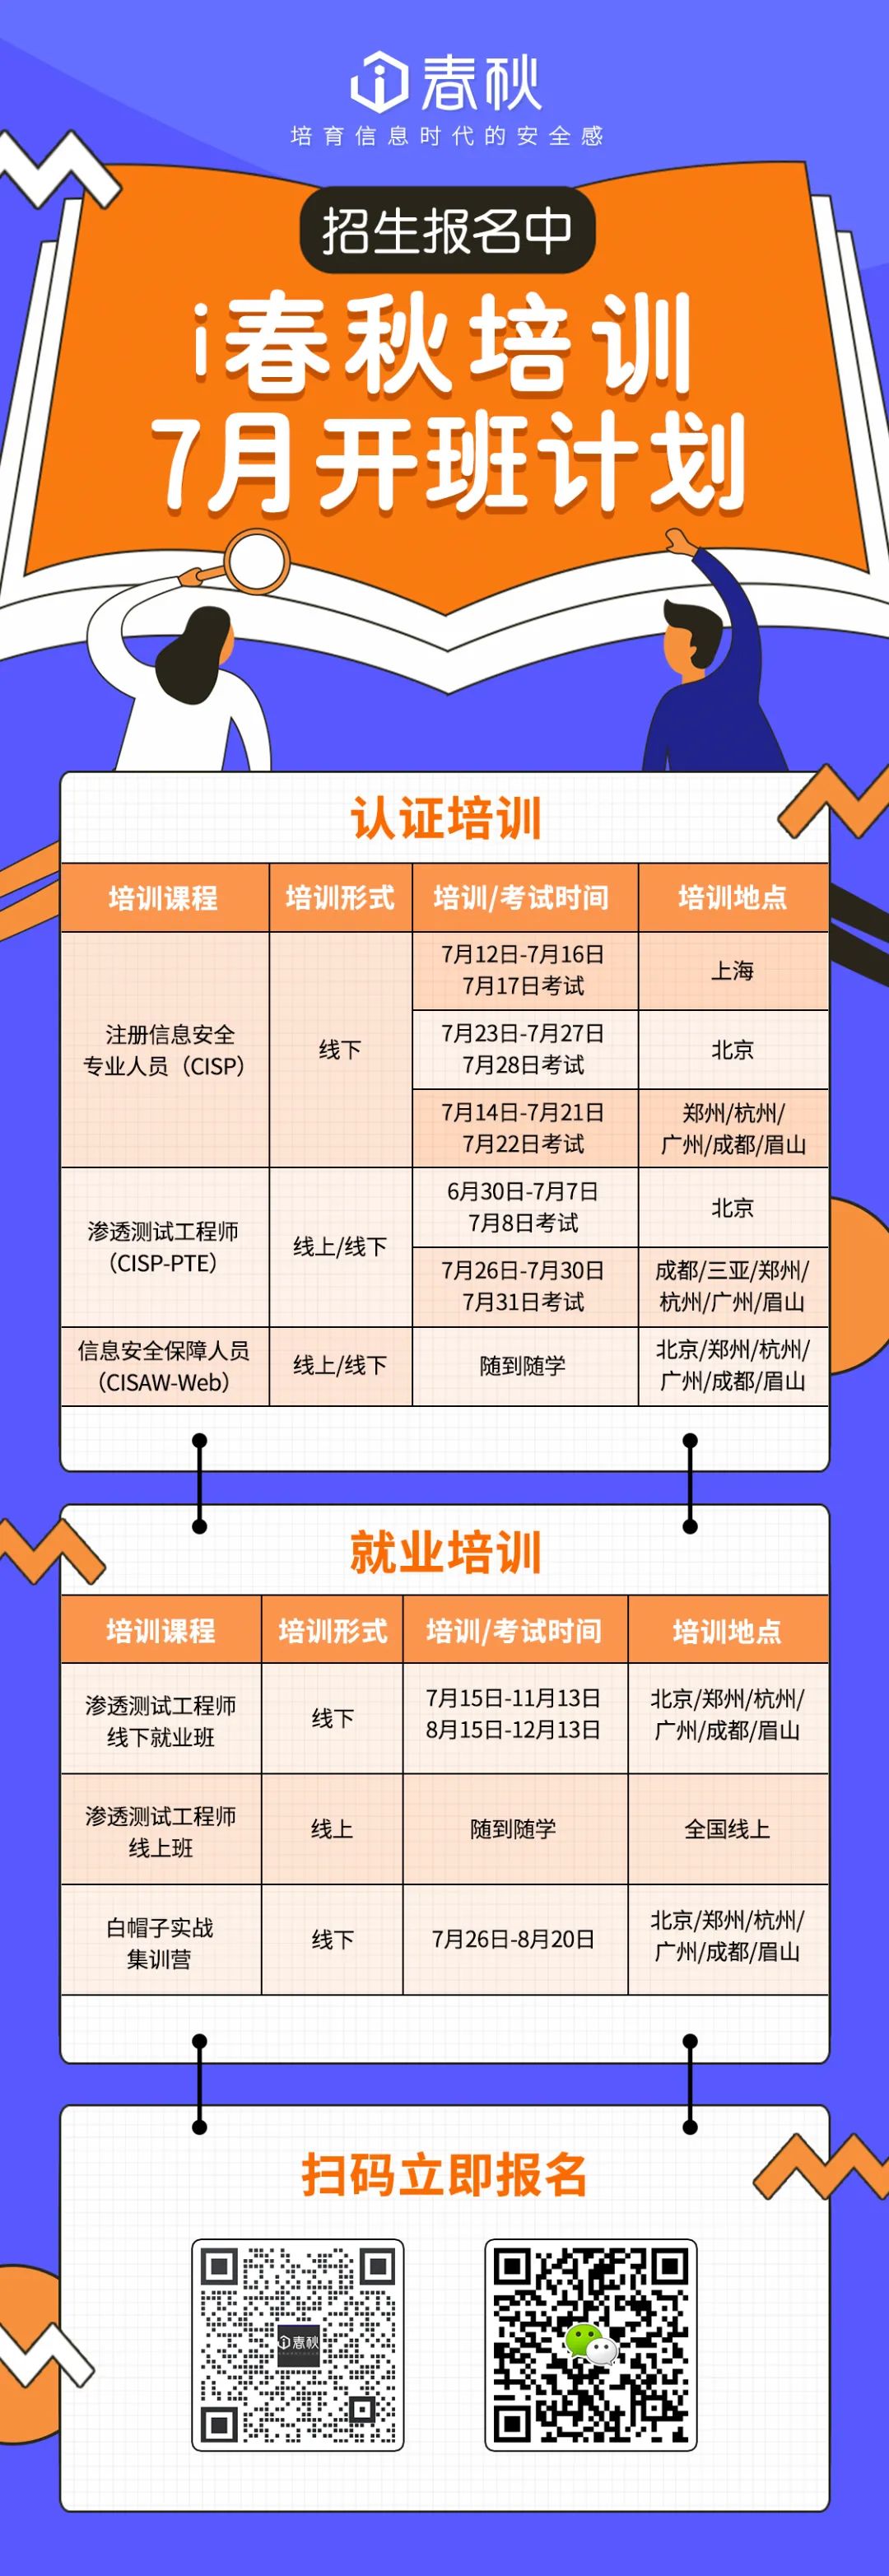 i春秋
培育信息时代的安全感
招生报名中
i春秋培训
7月开班计划
认证培训
培训课程 培训形式 培训/考试时间 培训地点
注册信息安全
专业人员（CISP）
线下
7月12日-7月16日
7月17日考试
上海
7月23日-7月27日
7月28日考试
北京
7月14日-7月21日
7月22日考试
郑州/杭州/
广州/成都/眉山
渗透测试工程师
（CISP-PTE）
线上/线下
6月30日-7月7日
7月8日考试
北京
7月26日-7月30日
7月31日考试
成都/三亚/郑州/
杭州/广州/眉山
信息安全保障人员
（CISAW-Web）
线上/线下
随到随学
北京/郑州/杭州/
广州/成都/眉山
就业培训
培训课程 培训形式 培训/考试时间 培训地点
渗透测试工程师
线下就业班
线下
7月15日-11月13日
8月15日-12月13日
北京/郑州/杭州/
广州/成都/眉山
渗透测试工程师
线上班
线上
随到随学
全国线上
白帽子实战
集训营
线下
7月26日-8月20日
北京/郑州/杭州/
广州/成都/眉山
扫码立即报名
i春秋